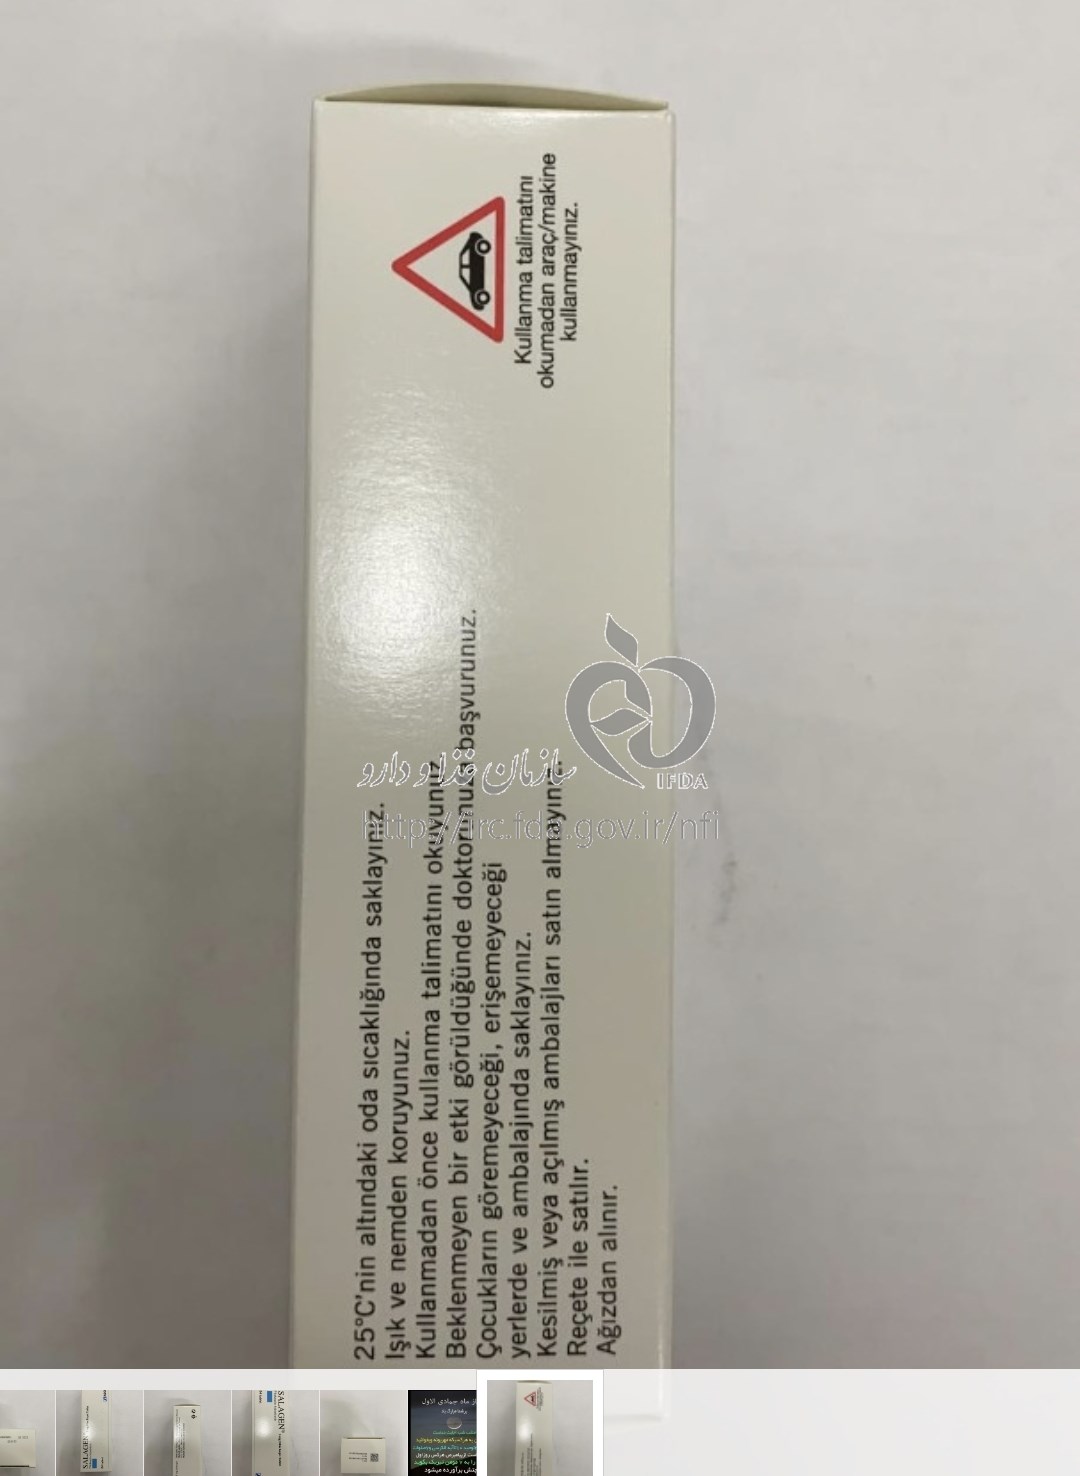 Kullanma talimatını
okumadan araç/makine
kullanmayınız.
25°C'nin altındaki oda sıcaklığında saklayınız.
Işık ve nemden koruyunuz.
Kullanmadan önce kullanma talimatını okuyunuz.
Beklenmeyen bir etki görüldüğünde doktorunuza başvurunuz.
Çocukların göremeyeceği, erişemeyeceği
yerlerde ve ambalajında saklayınız.
Kesilmiş veya açılmış ambalajları satın almayınız.
Reçete ile satılır.
Ağızdan alınır.
سازمان غذا و دارو
IFDA
http://irc.fda.gov.ir/nfi
SALAGEN
SALAGEN